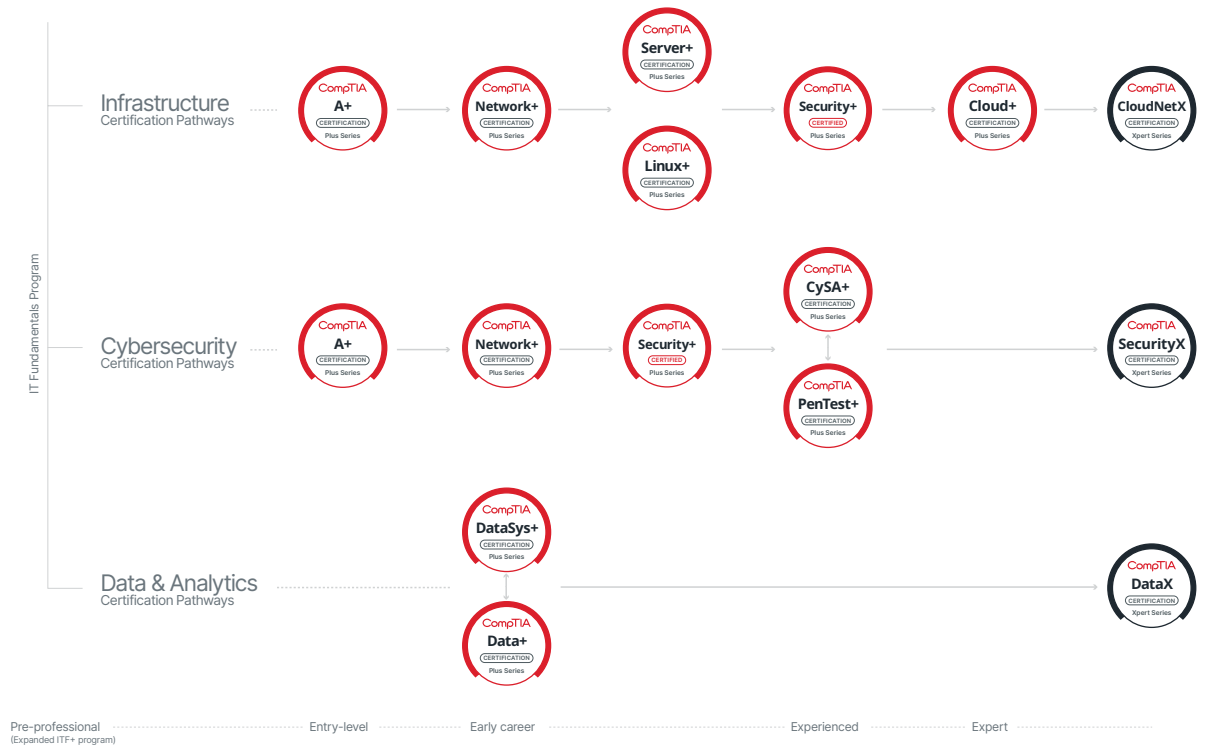 IT Fundamentals Program
Infrastructure
Certification Pathways
CompTIA
A+
CERTIFICATION
Plus Series
CompTIA
Network+
CERTIFICATION
Plus Series
CompTIA
Server+
CERTIFICATION
Plus Series
CompTIA
Linux+
CERTIFICATION
Plus Series
CompTIA
Security+
CERTIFIED
Plus Series
CompTIA
Cloud+
CERTIFICATION
Plus Series
CompTIA
CloudNetX
CERTIFICATION
Xpert Series
Cybersecurity
Certification Pathways
CompTIA
A+
CERTIFICATION
Plus Series
CompTIA
Network+
CERTIFICATION
Plus Series
CompTIA
Security+
CERTIFIED
Plus Series
CompTIA
CySA+
CERTIFICATION
Plus Series
CompTIA
PenTest+
CERTIFICATION
Plus Series
CompTIA
SecurityX
CERTIFICATION
Xpert Series
Data & Analytics
Certification Pathways
CompTIA
DataSys+
CERTIFICATION
Plus Series
CompTIA
Data+
CERTIFICATION
Plus Series
CompTIA
DataX
CERTIFICATION
Xpert Series
Pre-professional
(Expanded ITF+ program)
Entry-level
Early career
Experienced
Expert